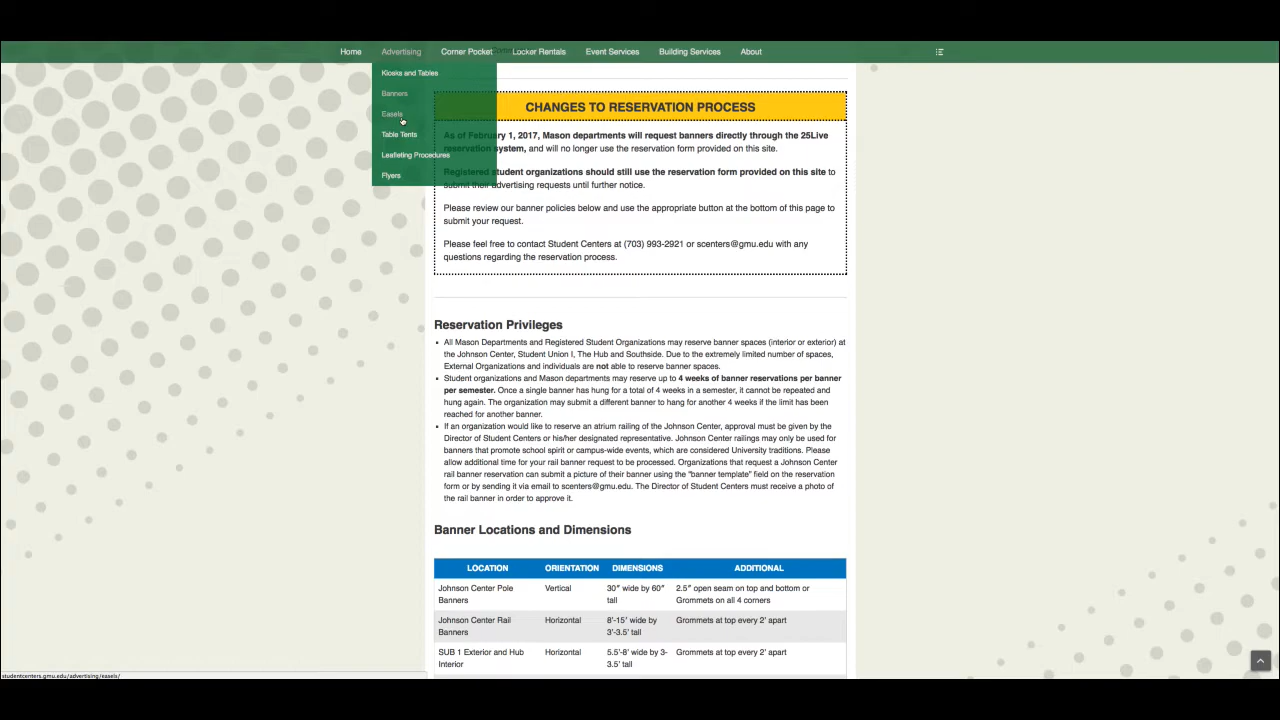 Home Advertising Corner Pocket Locker Rentals Event Services Building Services About
Kiosks and Tables
Banners
Easels
Table Tents
Leafleting Procedures
Flyers
CHANGES TO RESERVATION PROCESS
As of February 1, 2017, Mason departments will request banners directly through the 25Live
reservation system, and will no longer use the reservation form provided on this site.
Registered student organizations should still use the reservation form provided on this site to
submit their advertising requests until further notice.
Please review our banner policies below and use the appropriate button at the bottom of this page to
submit your request.
Please feel free to contact Student Centers at (703) 993-2921 or scenters@gmu.edu with any
questions regarding the reservation process.
Reservation Privileges
• All Mason Departments and Registered Student Organizations may reserve banner spaces (interior or exterior) at
the Johnson Center, Student Union I, The Hub and Southside. Due to the extremely limited number of spaces,
External Organizations and individuals are not able to reserve banner spaces.
• Student organizations and Mason departments may reserve up to 4 weeks of banner reservations per banner
per semester. Once a single banner has hung for a total of 4 weeks in a semester, it cannot be repeated and
hung again. The organization may submit a different banner to hang for another 4 weeks if the limit has been
reached for another banner.
• If an organization would like to reserve an atrium railing of the Johnson Center, approval must be given by the
Director of Student Centers or his/her designated representative. Johnson Center railings may only be used for
banners that promote school spirit or campus-wide events, which are considered University traditions. Please
allow additional time for your rail banner request to be processed. Organizations that request a Johnson Center
rail banner reservation can submit a picture of their banner using the "banner template" field on the reservation
form or by sending it via email to scenters@gmu.edu. The Director of Student Centers must receive a photo of
the rail banner in order to approve it.
Banner Locations and Dimensions
LOCATION ORIENTATION DIMENSIONS ADDITIONAL
Johnson Center Pole Vertical 30" wide by 60" 2.5" open seam on top and bottom or
Banners tall Grommets on all 4 corners
Johnson Center Rail Horizontal 8'-15' wide by Grommets at top every 2' apart
Banners 3'-3.5' tall
SUB 1 Exterior and Hub Horizontal 5.5'-8' wide by 3- Grommets at top every 2' apart
Interior 3.5' tall
studentcenters.gmu.edu/advertising/easels/